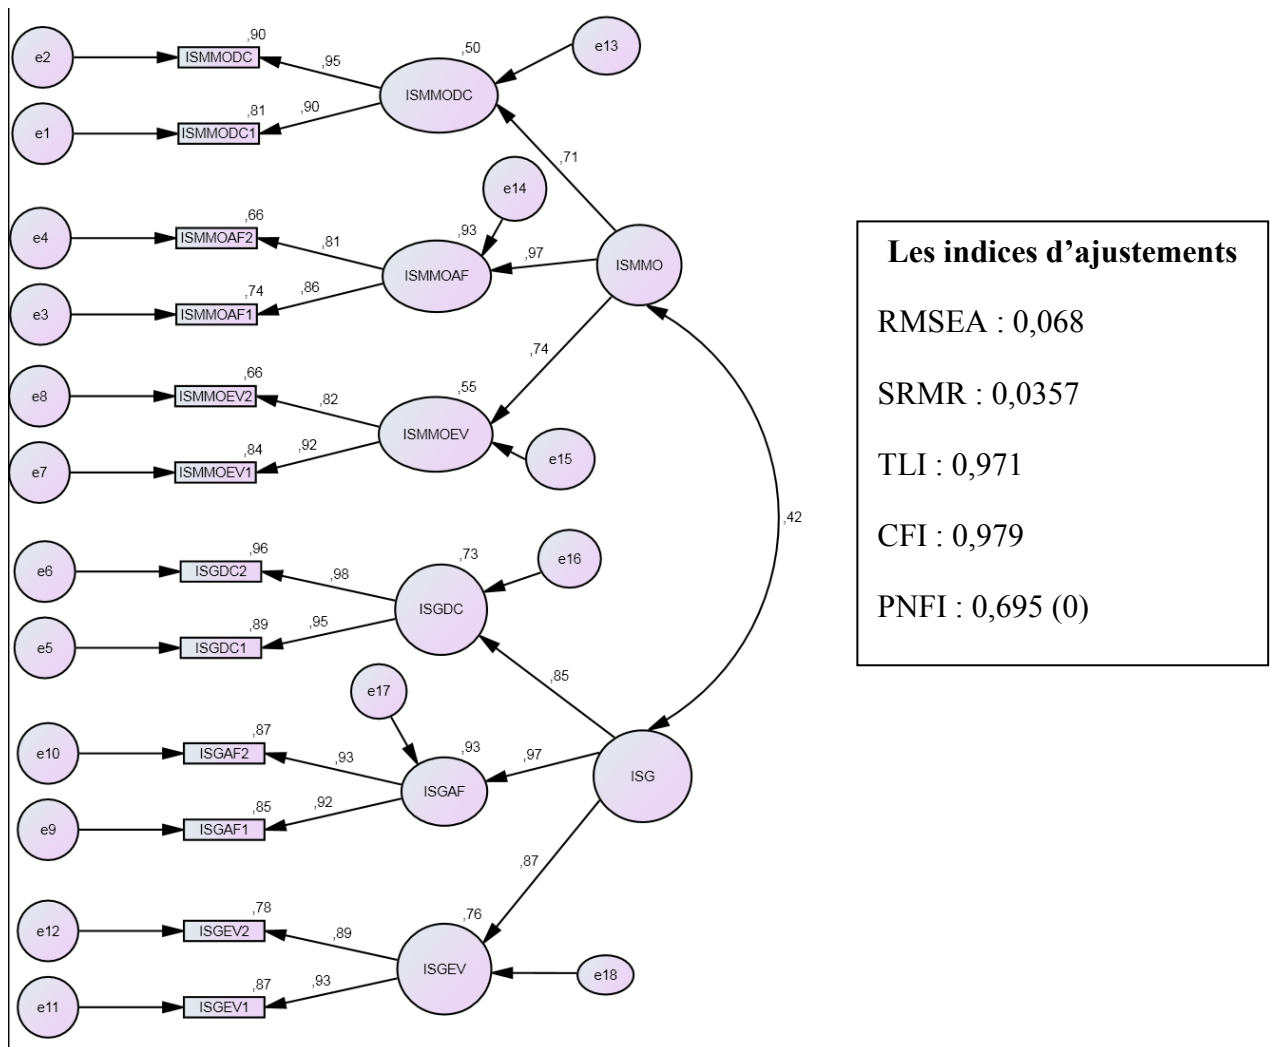 e2
,90
ISMMODC
,95
,50
ISMMODC
e13
e1
,81
ISMMODC1
,90
,71
e14
e4
,66
ISMMOAF2
,81
,93
ISMMOAF
,97
ISMMO
e3
,74
ISMMOAF1
,86
,74
e8
,66
ISMMOEV2
,82
,55
ISMMOEV
e15
e7
,84
ISMMOEV1
,92
,42
e6
,96
ISGDC2
,98
,73
ISGDC
e16
e5
,89
ISGDC1
,95
,85
e17
e10
,87
ISGAF2
,93
,93
ISGAF
,97
ISG
e9
,85
ISGAF1
,92
,87
e12
,78
ISGEV2
,89
,76
ISGEV
e18
e11
,87
ISGEV1
,93
Les indices d’ajustements
RMSEA : 0,068
SRMR : 0,0357
TLI : 0,971
CFI : 0,979
PNFI : 0,695 (0)